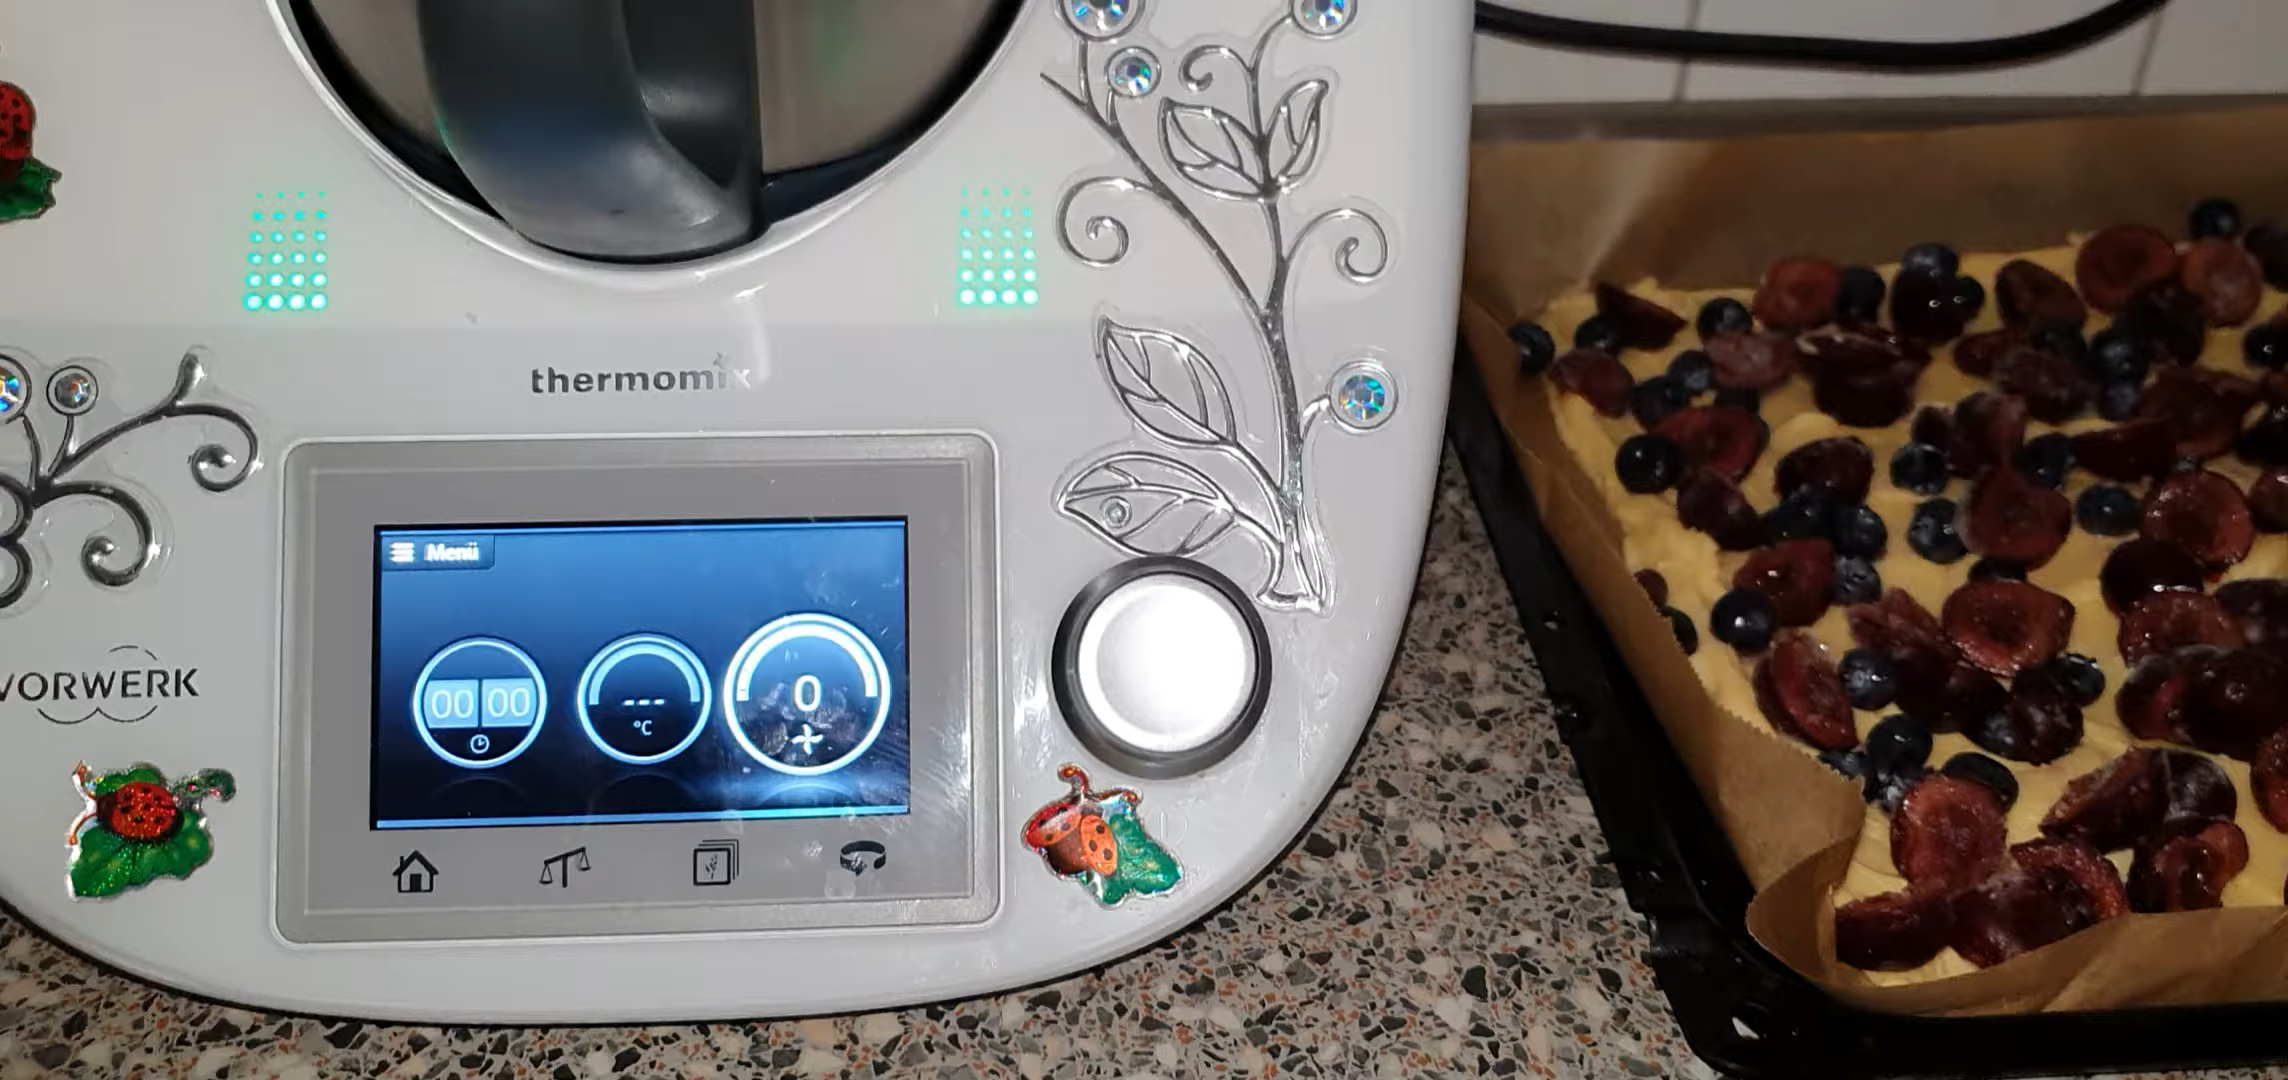 thermomix
Menü
00 00
---
0
°C
VORWERK